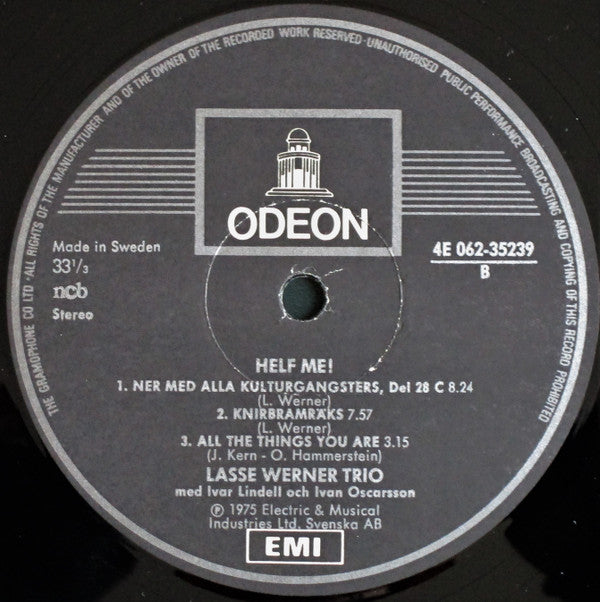 THE GRAMOPHONE CO LTD · ALL RIGHTS OF THE MANUFACTURER AND OF THE OWNER OF THE RECORDED WORK RESERVED · UNAUTHORISED PUBLIC PERFORMANCE BROADCASTING AND COPYING OF THIS RECORD PROHIBITED
ODEON
Made in Sweden
33 1/3
ncb
Stereo
4E 062-35239
B
HELF ME!
1. NER MED ALLA KULTURGANGSTERS, Del 28 C 8.24
(L. Werner)
2. KNIRBRAMRÄKS 7.57
(L. Werner)
3. ALL THE THINGS YOU ARE 3.15
(J. Kern - O. Hammerstein)
LASSE WERNER TRIO
med Ivar Lindell och Ivan Oscarsson
℗ 1975 Electric & Musical
Industries Ltd, Svenska AB
EMI